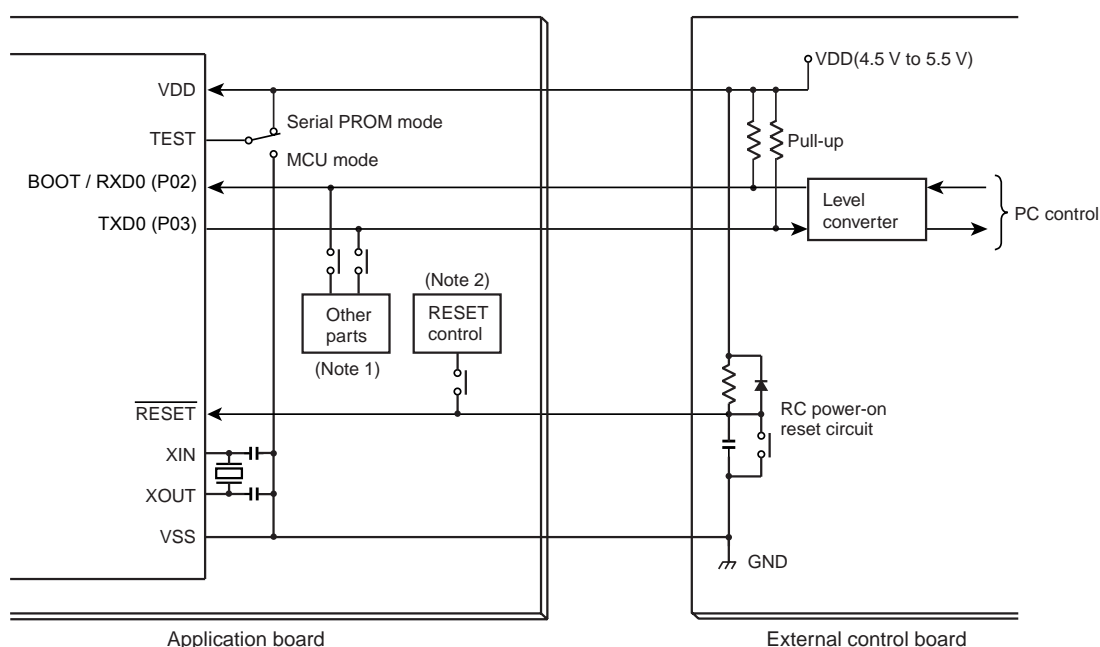 VDD(4.5 V to 5.5 V)
VDD
Serial PROM mode
TEST
Pull-up
MCU mode
BOOT / RXD0 (P02)
Level
converter
PC control
TXD0 (P03)
(Note 2)
Other
parts
RESET
control
(Note 1)
RESET
RC power-on
reset circuit
XIN
XOUT
VSS
GND
Application board
External control board